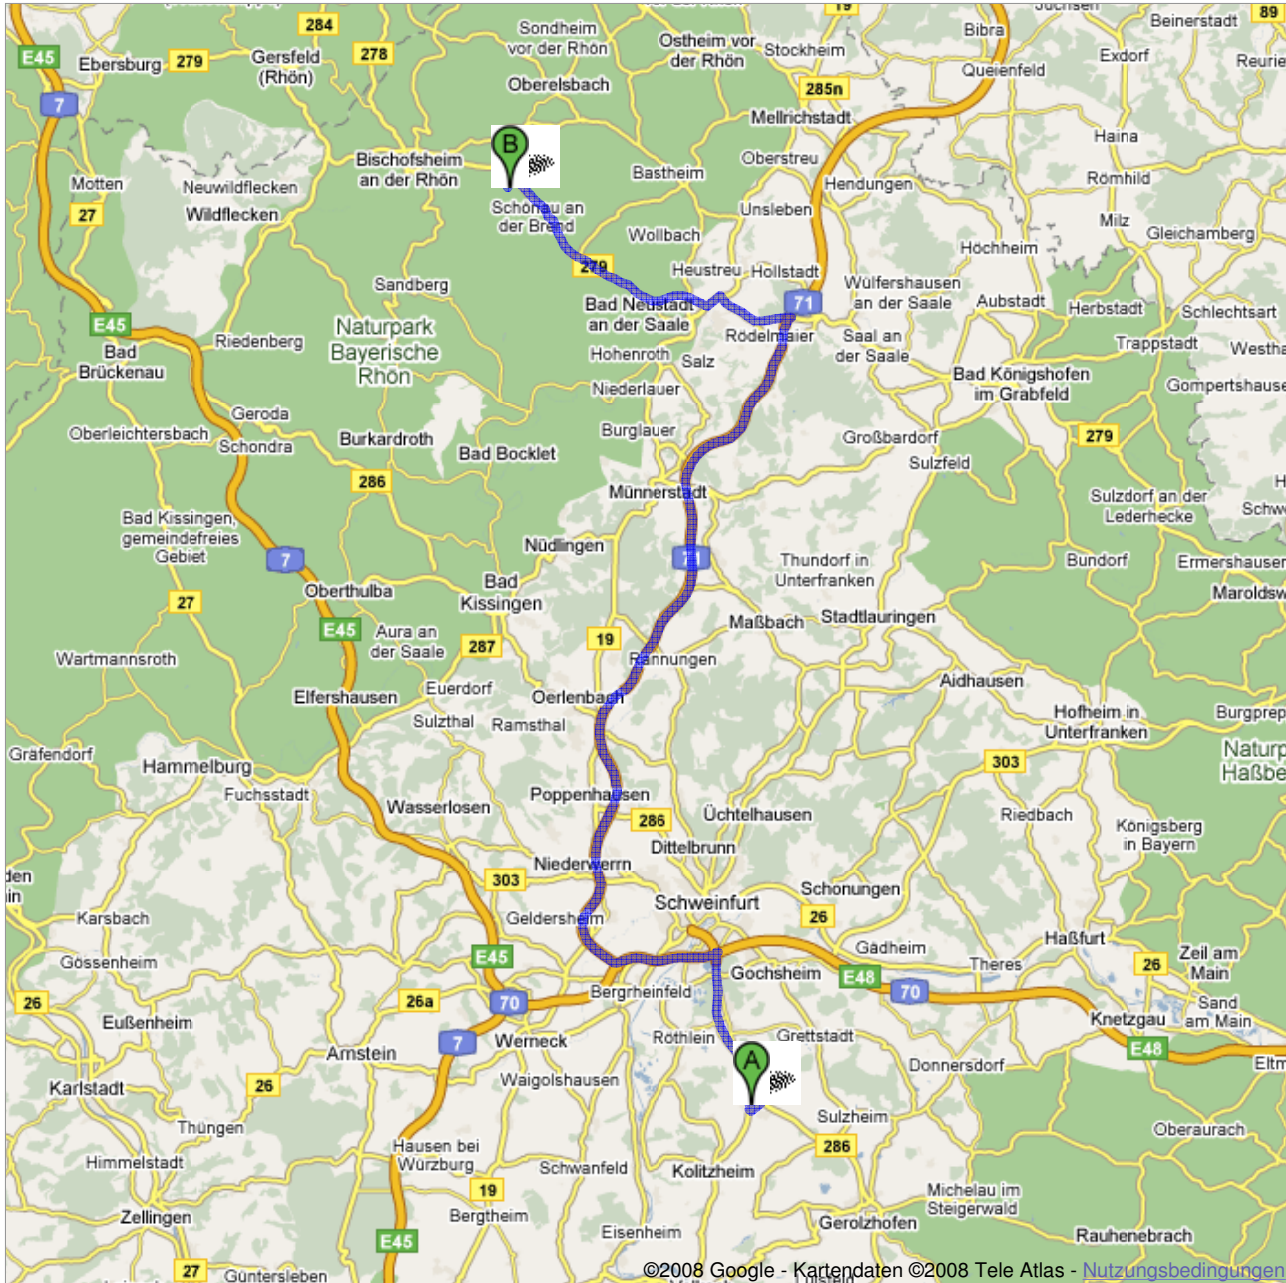 284
19
Juchsen
89
Sondheim
vor der Rhön
Ostheim vor
der Rhön
Bibra
Beinerstadt
E45
Ebersburg
279
Gersfeld
(Rhön)
278
Stockheim
Queienfeld
Exdorf
Reurie
Oberelsbach
285n
7
Mellrichstadt
Haina
B
Bischofsheim
an der Rhön
Oberstreu
Bastheim
Hendungen
Römhild
Motten
Neuwildflecken
27
Wildflecken
Schönau an
der Brend
Unsleben
Milz
Gleichamberg
Wollbach
Höchheim
279
Heustreu
Hollstadt
Sandberg
Wülfershausen
an der Saale
Bad Neustadt
an der Saale
71
Aubstadt
Herbstadt
Schlechtsart
E45
Naturpark
Bayerische
Rhön
Riedenberg
Rödelmaier
Saal an
der Saale
Trappstadt
Westha
Bad
Brückenau
Hohenroth
Salz
Bad Königshofen
im Grabfeld
Gompertshause
Niederlauer
Geroda
Oberleichtersbach
Schondra
Burkardroth
Burglauer
Großbardorf
279
Bad Bocklet
Sulzfeld
286
Münnerstadt
Sulzdorf an der
Lederhecke
Bad Kissingen,
gemeindefreies
Gebiet
Nüdlingen
71
Thundorf in
Unterfranken
Bundorf
Ermershausen
7
Oberthulba
Bad
Kissingen
Maroldsw
27
E45
Aura an
der Saale
287
19
Maßbach
Stadtlauringen
Wartmannsroth
Rannungen
Elfershausen
Euerdorf
Oerlenbach
Aidhausen
Sulzthal
Ramsthal
Hofheim in
Unterfranken
Burgprep
Gräfendorf
Hammelburg
303
Naturp
Haßbe
Fuchsstadt
Wasserlosen
Poppenhausen
286
Üchtelhausen
Riedbach
Königsberg
in Bayern
Dittelbrunn
Niederwerrn
303
Schonungen
Schweinfurt
Karsbach
Geldersheim
26
Haßfurt
Gädheim
Zeil am
Main
Gössenheim
E45
Gochsheim
Theres
26
E48
26
26a
70
Bergrheinfeld
70
Sand
am Main
Eußenheim
Knetzgau
7
Werneck
Röthlein
Grettstadt
E48
Arnstein
A
Donnersdorf
Eltm
Karlstadt
26
Waigolshausen
Sulzheim
Thüngen
Oberaurach
Hausen bei
Würzburg
286
Himmelstadt
Schwanfeld
Kolitzheim
19
Michelau im
Steigerwald
Zellingen
Bergtheim
Eisenheim
Gerolzhofen
Rauhenebrach
E45
27
Güntersleben
©2008 Google - Kartendaten ©2008 Tele Atlas - Nutzungsbedingungen